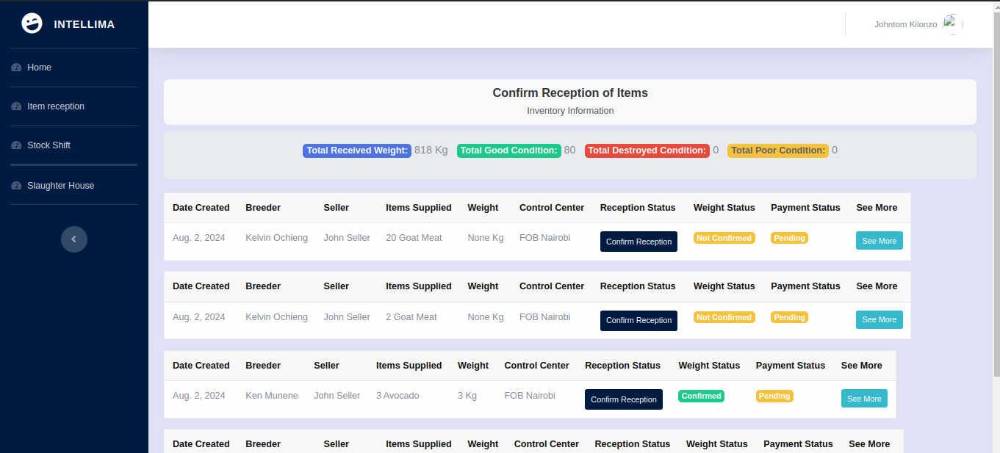 INTELLIMA
Johntom Kilonzo
Home
Item reception
Stock Shift
Slaughter House
Confirm Reception of Items
Inventory Information
Total Received Weight: 818 Kg Total Good Condition: 80 Total Destroyed Condition: 0 Total Poor Condition: 0
Date Created Breeder Seller Items Supplied Weight Control Center Reception Status Weight Status Payment Status See More
Aug. 2, 2024 Kelvin Ochieng John Seller 20 Goat Meat None Kg FOB Nairobi Confirm Reception Not Confirmed Pending See More
Date Created Breeder Seller Items Supplied Weight Control Center Reception Status Weight Status Payment Status See More
Aug. 2, 2024 Kelvin Ochieng John Seller 2 Goat Meat None Kg FOB Nairobi Confirm Reception Not Confirmed Pending See More
Date Created Breeder Seller Items Supplied Weight Control Center Reception Status Weight Status Payment Status See More
Aug. 2, 2024 Ken Munene John Seller 3 Avocado 3 Kg FOB Nairobi Confirm Reception Confirmed Pending See More
Date Created Breeder Seller Items Supplied Weight Control Center Reception Status Weight Status Payment Status See More